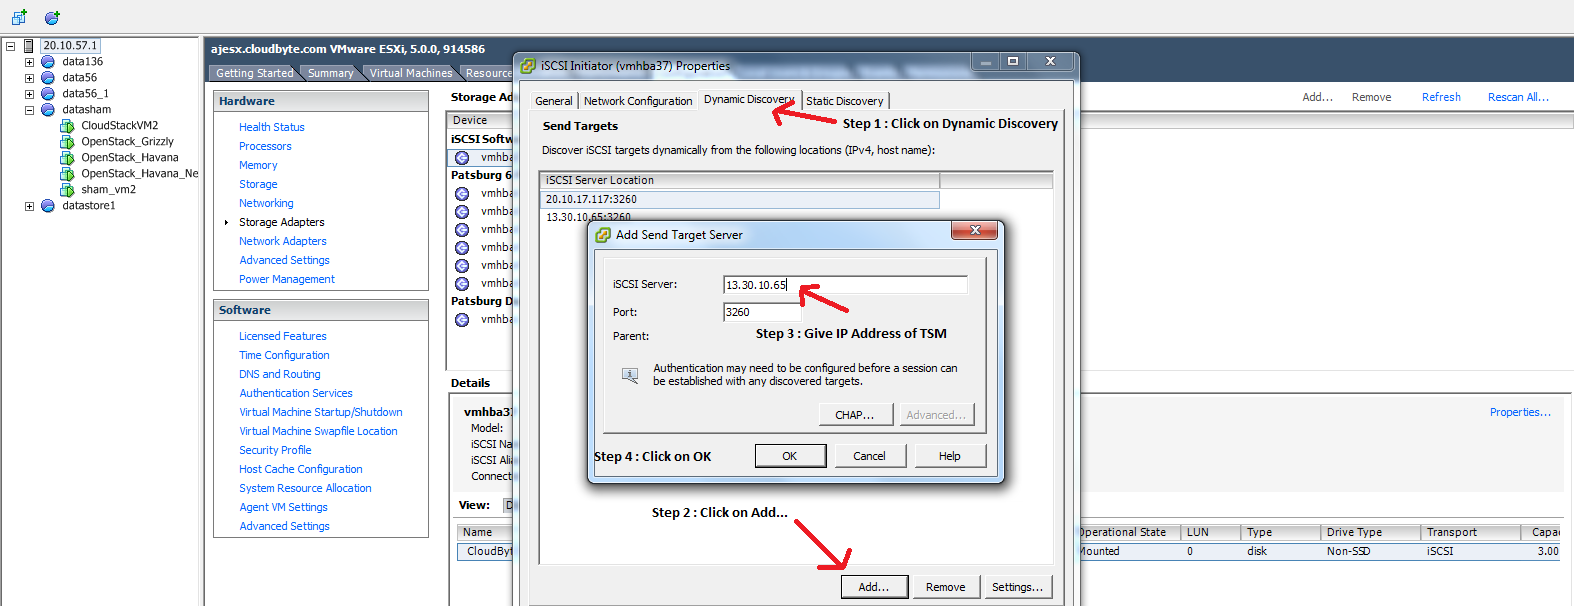 20.10.57.1
data136
data56
data56_1
datasham
CloudStackVM2
OpenStack_Grizzly
OpenStack_Havana
OpenStack_Havana_Ne
sham_vm2
datastore1
ajesx.cloudbyte.com VMware ESXi, 5.0.0, 914586
Getting Started
Summary
Virtual Machines
Resource
Hardware
Health Status
Processors
Memory
Storage
Networking
Storage Adapters
Network Adapters
Advanced Settings
Power Management
Software
Licensed Features
Time Configuration
DNS and Routing
Authentication Services
Virtual Machine Startup/Shutdown
Virtual Machine Swapfile Location
Security Profile
Host Cache Configuration
System Resource Allocation
Agent VM Settings
Advanced Settings
Storage Ad
Add...
Remove
Refresh
Rescan All...
Device
iSCSI Softw
vmhba
Patsburg 6
vmhba
vmhba
vmhba
vmhba
vmhba
vmhba
Patsburg D
vmhba
Details
vmhba3
Model:
iSCSI Na
iSCSI Alia
Connect
Properties...
View:
D
Name
Operational State
LUN
Type
Drive Type
Transport
Capac
CloudByt
Mounted
0
disk
Non-SSD
iSCSI
3.00
iSCSI Initiator (vmhba37) Properties
General
Network Configuration
Dynamic Discovery
Static Discovery
Step 1 : Click on Dynamic Discovery
Send Targets
Discover iSCSI targets dynamically from the following locations (IPv4, host name):
iSCSI Server Location
20.10.17.117:3260
13.30.10.65:3260
Add Send Target Server
iSCSI Server:
13.30.10.65
Port:
3260
Step 3 : Give IP Address of TSM
Parent:
Authentication may need to be configured before a session can
be established with any discovered targets.
CHAP...
Advanced...
Step 4 : Click on OK
OK
Cancel
Help
Step 2 : Click on Add...
Add...
Remove
Settings...